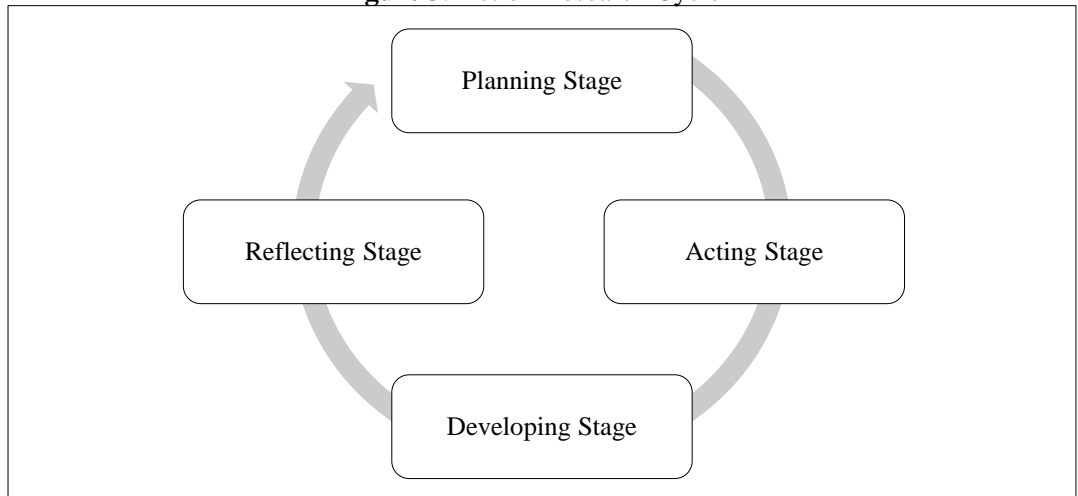 Planning Stage
Reflecting Stage
Acting Stage
Developing Stage